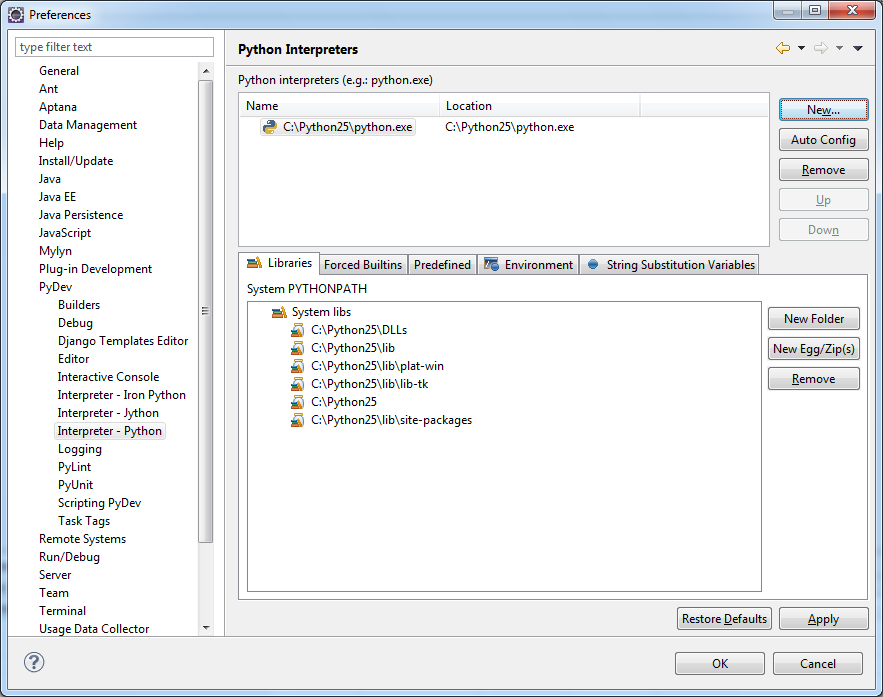 Preferences
type filter text
General
Ant
Aptana
Data Management
Help
Install/Update
Java
Java EE
Java Persistence
JavaScript
Mylyn
Plug-in Development
PyDev
Builders
Debug
Django Templates Editor
Editor
Interactive Console
Interpreter - Iron Python
Interpreter - Jython
Interpreter - Python
Logging
PyLint
PyUnit
Scripting PyDev
Task Tags
Remote Systems
Run/Debug
Server
Team
Terminal
Usage Data Collector
Python Interpreters
Python interpreters (e.g.: python.exe)
Name Location
C:\Python25\python.exe C:\Python25\python.exe
New...
Auto Config
Remove
Up
Down
Libraries Forced Builtins Predefined Environment String Substitution Variables
System PYTHONPATH
System libs
C:\Python25\DLLs
C:\Python25\lib
C:\Python25\lib\plat-win
C:\Python25\lib\lib-tk
C:\Python25
C:\Python25\lib\site-packages
New Folder
New Egg/Zip(s)
Remove
Restore Defaults Apply
? OK Cancel